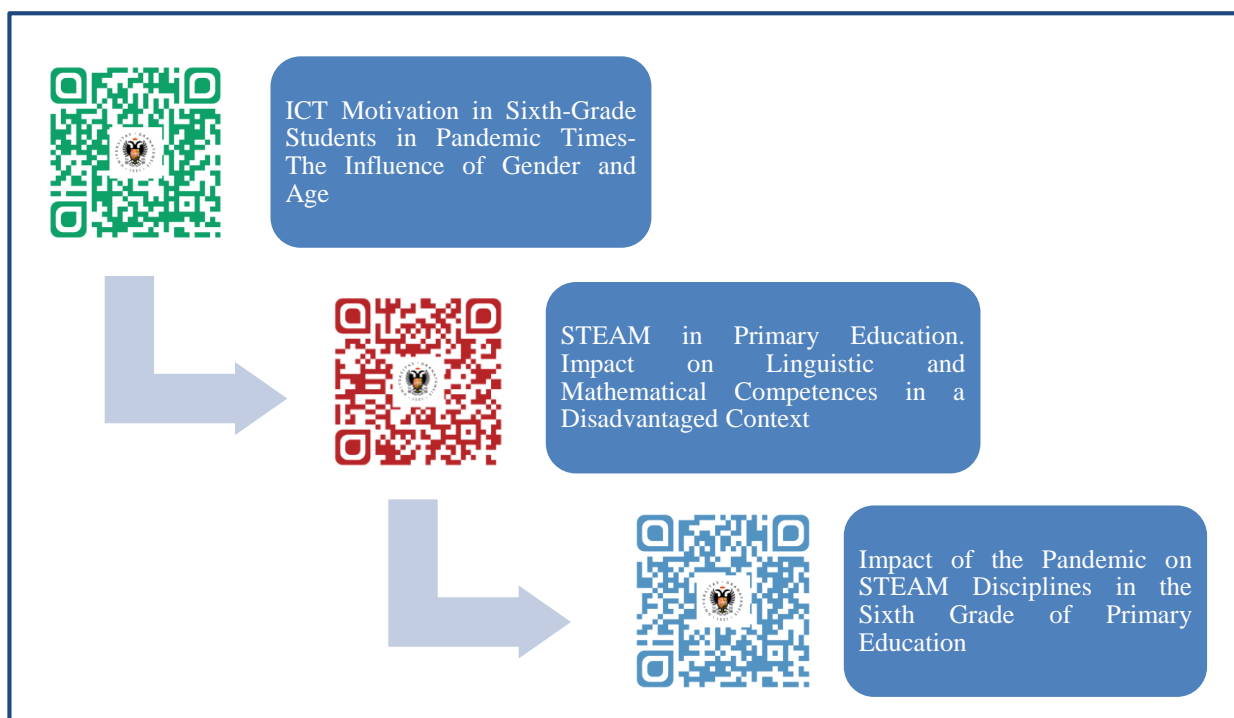 ICT Motivation in Sixth-Grade
Students in Pandemic Times-
The Influence of Gender and
Age
STEAM in Primary Education.
Impact on Linguistic and
Mathematical Competences in a
Disadvantaged Context
Impact of the Pandemic on
STEAM Disciplines in the
Sixth Grade of Primary
Education